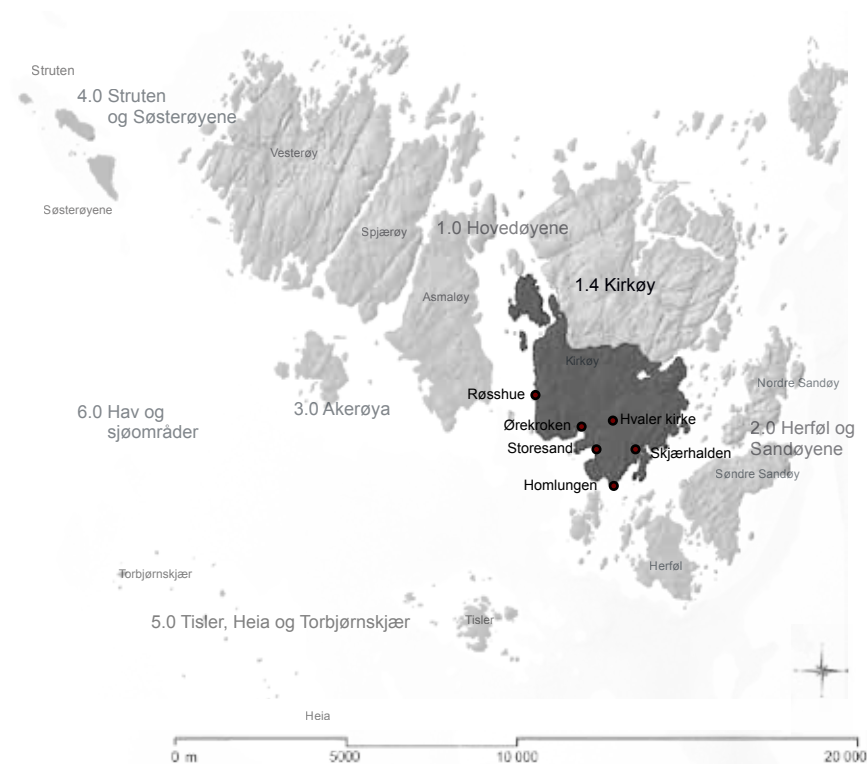 Struten
4.0 Struten
og Søsterøyene
Vesterøy
Søsterøyene
Spjærøy
1.0 Hovedøyene
1.4 Kirkøy
Asmaløy
Kirkøy
Nordre Sandøy
Røsshue
3.0 Akerøya
6.0 Hav og
sjøområder
Hvaler kirke
Ørekroken
2.0 Herføl og
Sandøyene
Storesand
Skjærhalden
Søndre Sandøy
Homlungen
Herføl
Torbjørnskjær
5.0 Tisler, Heia og Torbjørnskjær
Tisler
Heia
0 m 5000 10 000 20 000